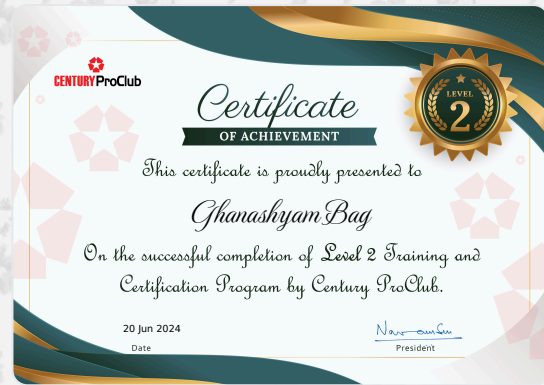 CENTURY ProClub
Certificate
OF ACHIEVEMENT
LEVEL
2
This certificate is proudly presented to
Ghanashyam Bag
On the successful completion of Level 2 Training and
Certification Program by Century ProClub.
20 Jun 2024
Date
President